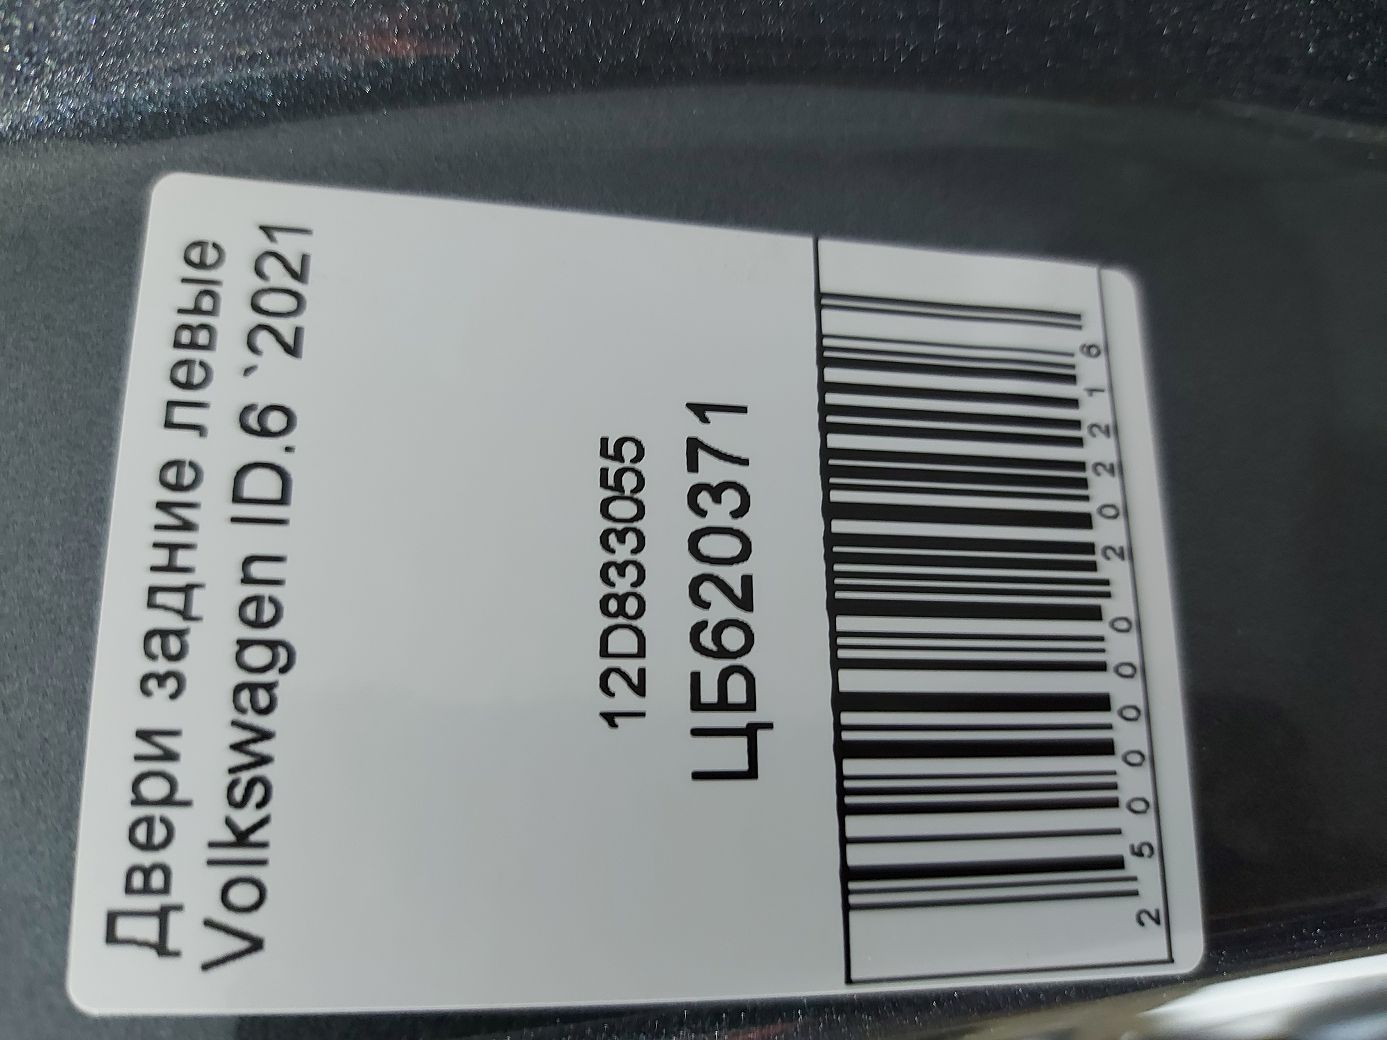 Двери задние левые
Volkswagen ID.6 `2021
12D833055
ЦБ620371
2500000202216